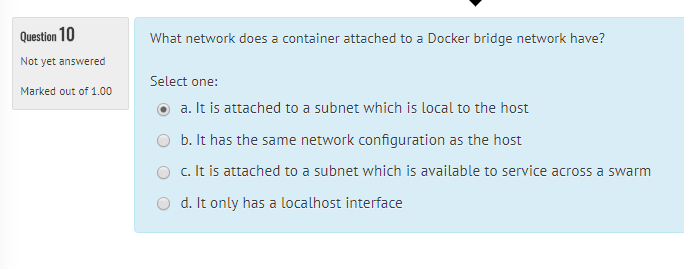 Question 10
Not yet answered
Marked out of 1.00
What network does a container attached to a Docker bridge network have?
Select one:
a. It is attached to a subnet which is local to the host
b. It has the same network configuration as the host
c. It is attached to a subnet which is available to service across a swarm
d. It only has a localhost interface